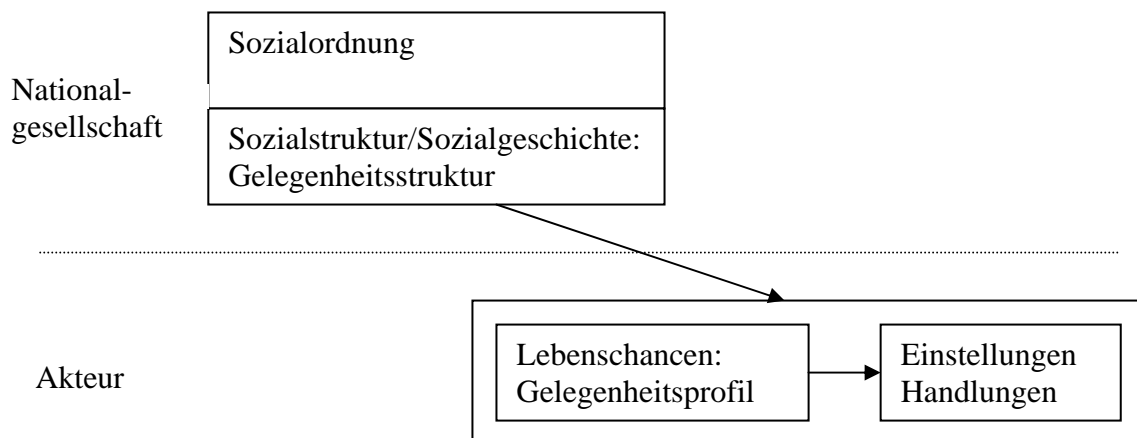 Sozialordnung
National-
gesellschaft
Sozialstruktur/Sozialgeschichte:
Gelegenheitsstruktur
Akteur
Lebenschancen:
Gelegenheitsprofil
Einstellungen
Handlungen